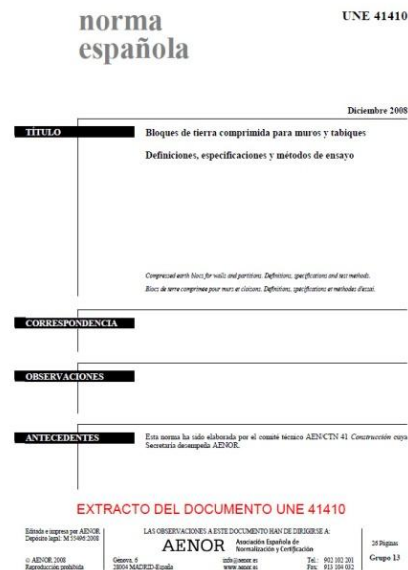 norma
española
UNE 41410
Diciembre 2008
TÍTULO
Bloques de tierra comprimida para muros y tabiques
Definiciones, especificaciones y métodos de ensayo
Compressed earth blocs for walls and partitions. Definitions, specifications and test methods.
Blocs de terre comprimee pour murs et cloisons. Définitions, spécifications et méthodes d'essai.
CORRESPONDENCIA
OBSERVACIONES
ANTECEDENTES
Esta norma ha sido elaborada por el comité técnico AEN/CTN 41 Construcción cuya
Secretaría desempeña AENOR.
EXTRACTO DEL DOCUMENTO UNE 41410
Editada e impresa por AENOR
Depósito legal: M 55496:2008
LAS OBSERVACIONES A ESTE DOCUMENTO HAN DE DIRIGIRSE A:
AENOR Asociación Española de
Normalización y Certificación
26 Páginas
© AENOR 2008
Reproducción prohibida
Génova, 6
28004 MADRID-España
info@aenor.es
www.aenor.es
Tel.: 902 102 201
Fax: 913 104 032
Grupo 13